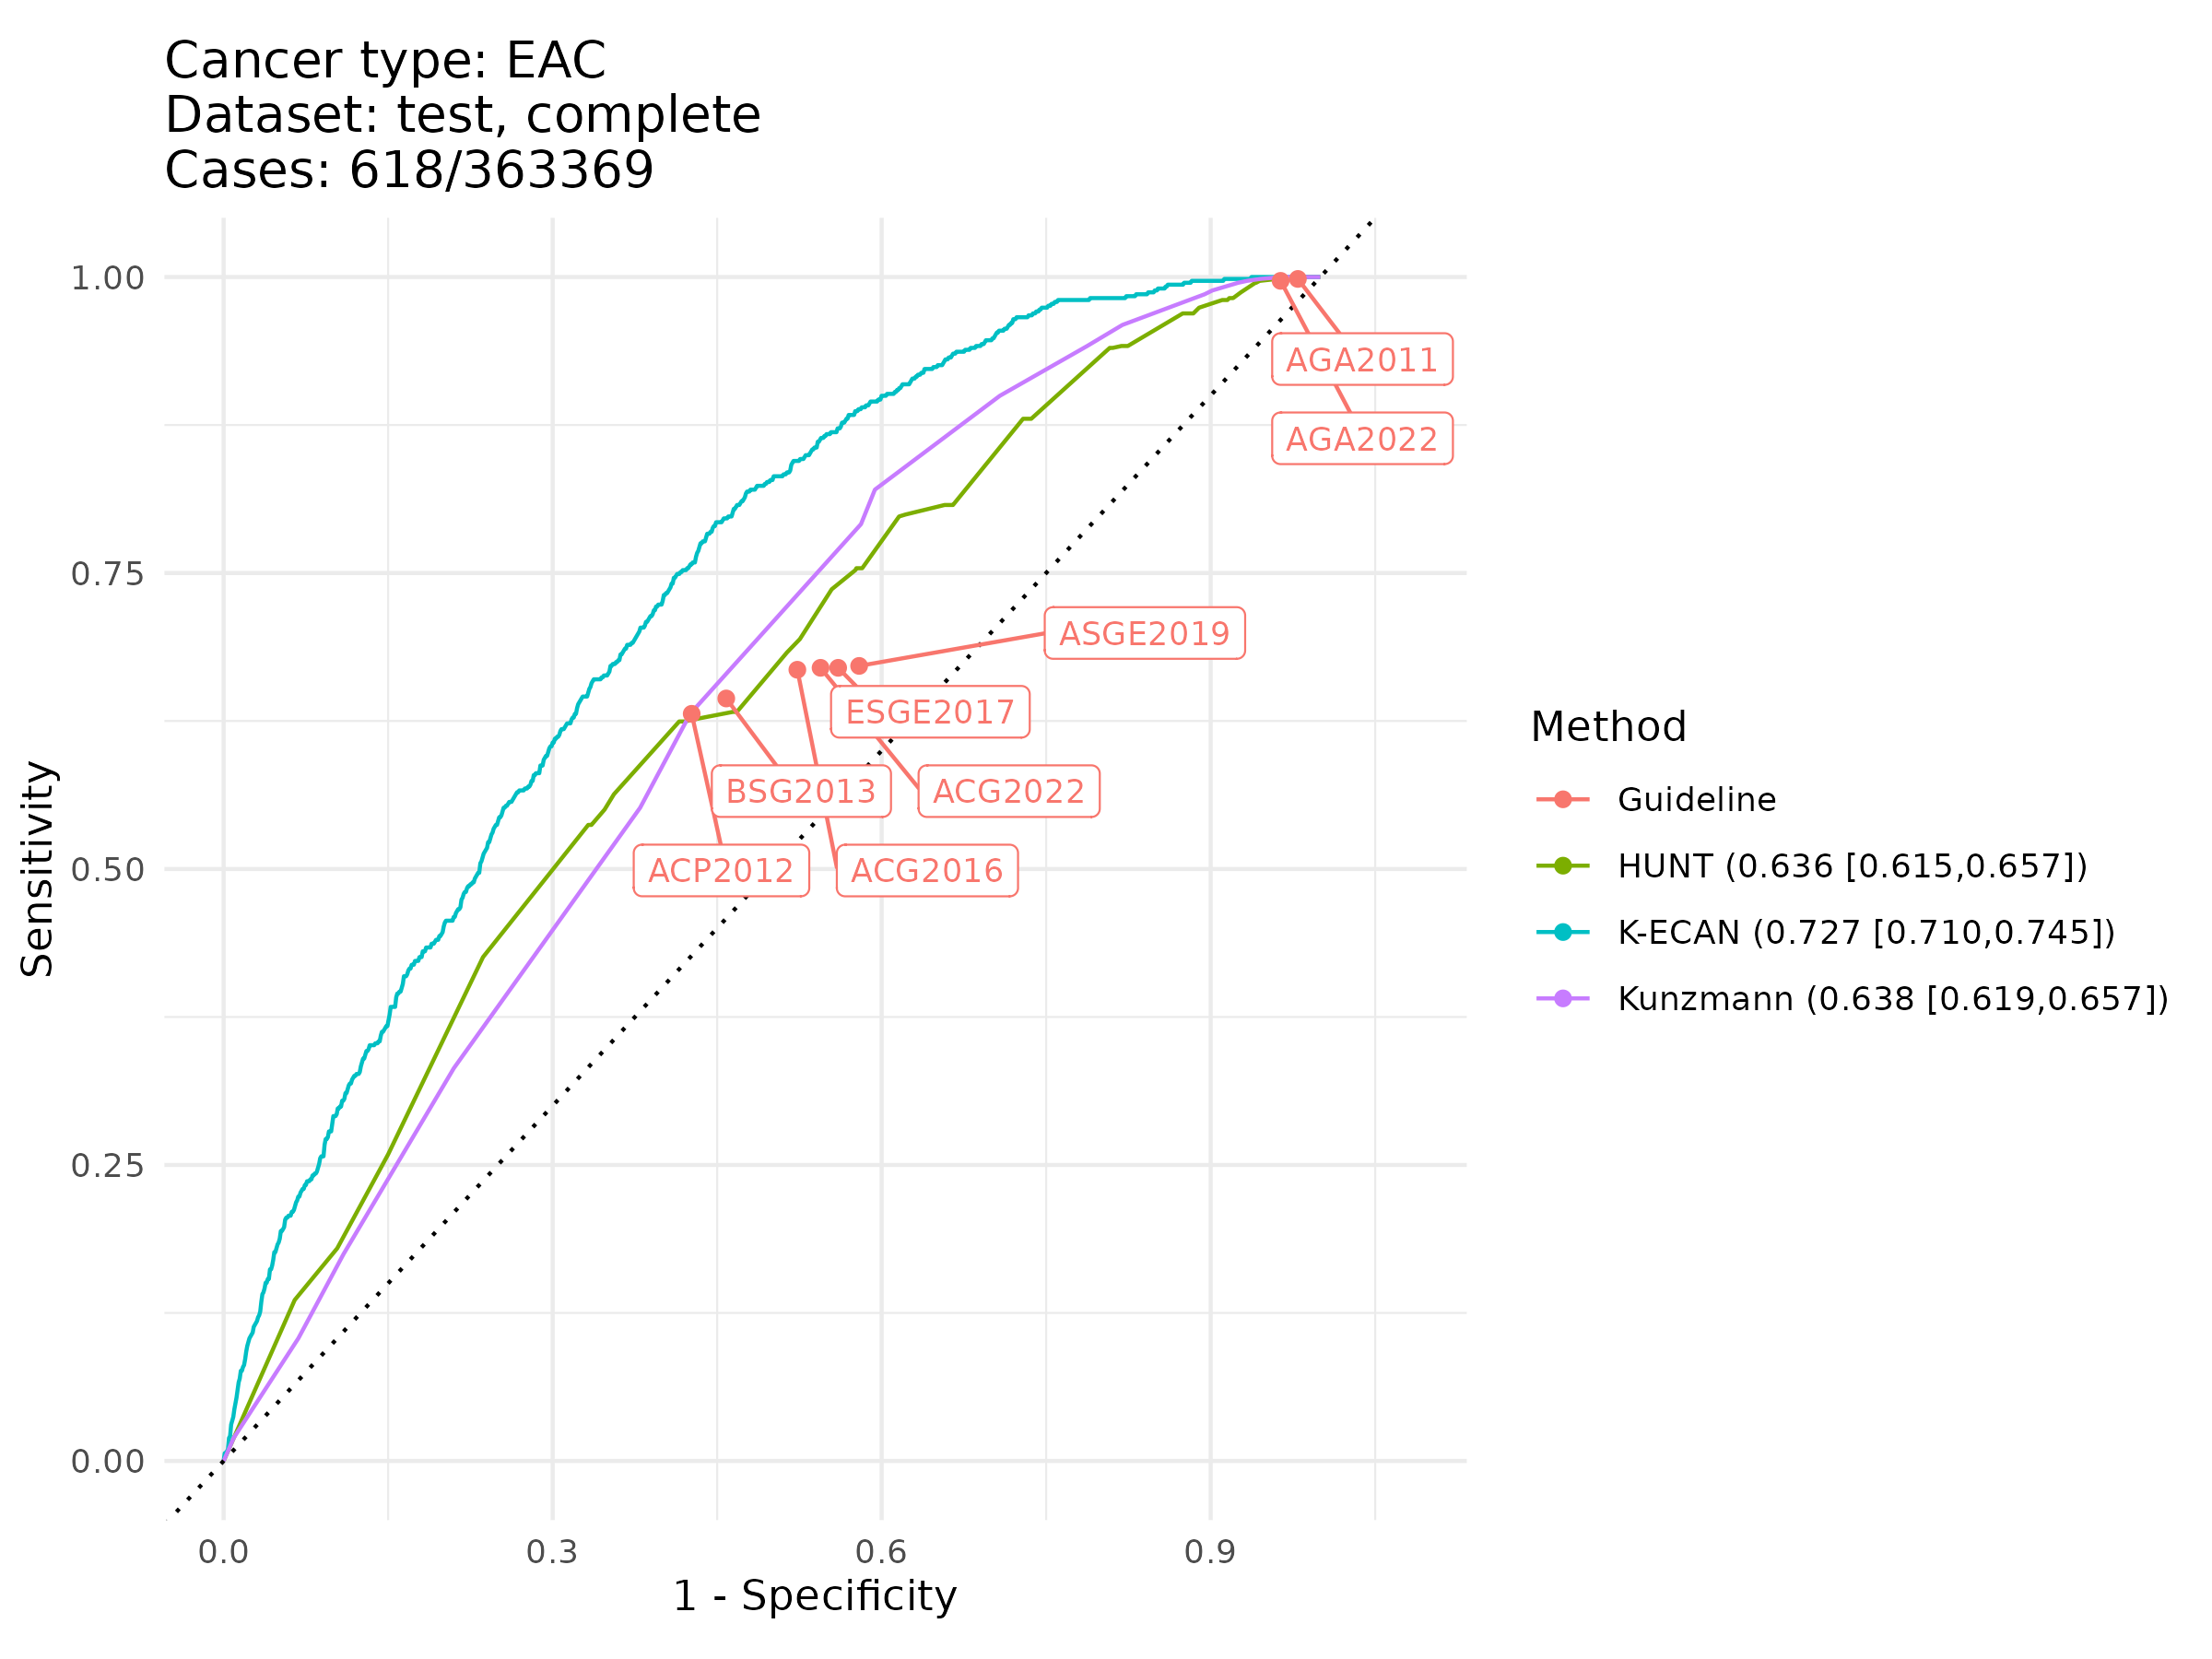 Cancer type: EAC
Dataset: test, complete
Cases: 618/363369
1.00
0.75
0.50
0.25
0.00
Sensitivity
AGA2011
AGA2022
ASGE2019
ESGE2017
BSG2013
ACG2022
ACP2012
ACG2016
0.0
0.3
0.6
0.9
1 - Specificity
Method
Guideline
HUNT (0.636 [0.615,0.657])
K-ECAN (0.727 [0.710,0.745])
Kunzmann (0.638 [0.619,0.657])